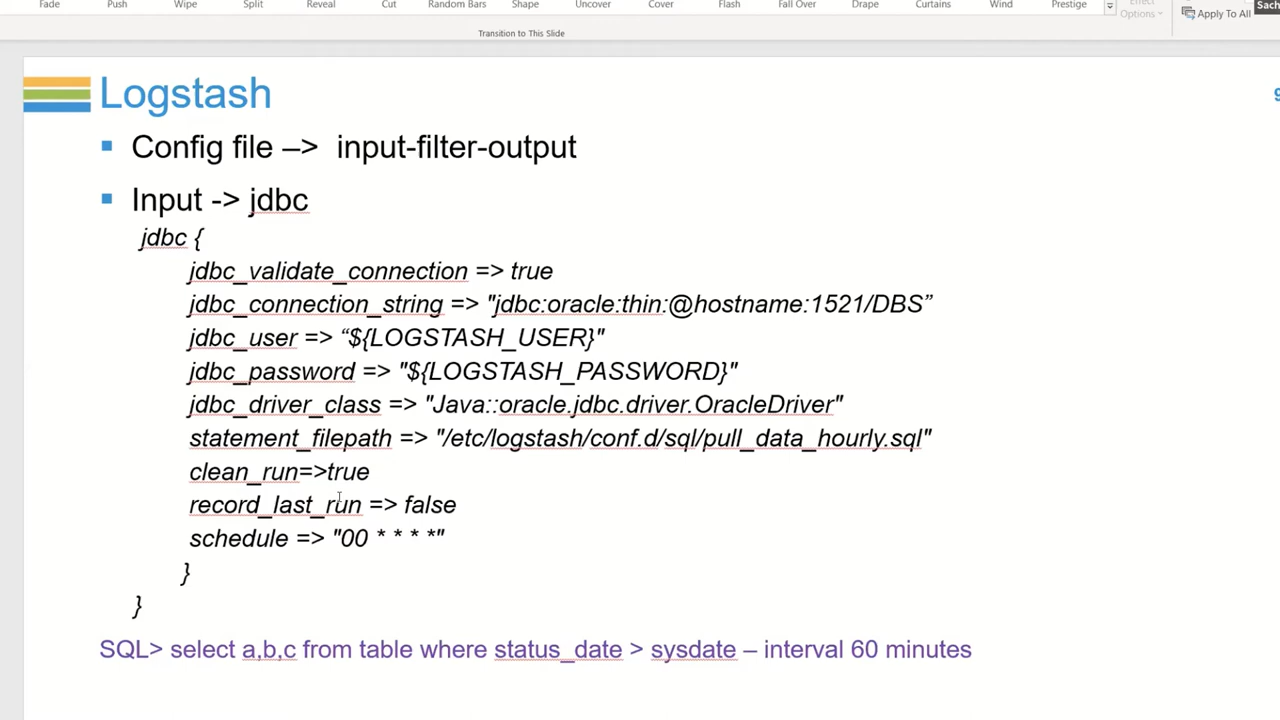 Fade Push Wipe Split Reveal Cut Random Bars Shape Uncover Cover Flash Fall Over Drape Curtains Wind Prestige Effect Sach
Options Apply To All
Transition to This Slide
Logstash
9
▪ Config file –> input-filter-output
▪ Input -> jdbc
jdbc {
jdbc_validate_connection => true
jdbc_connection_string => "jdbc:oracle:thin:@hostname:1521/DBS”
jdbc_user => “${LOGSTASH_USER}"
jdbc_password => "${LOGSTASH_PASSWORD}"
jdbc_driver_class => "Java::oracle.jdbc.driver.OracleDriver"
statement_filepath => "/etc/logstash/conf.d/sql/pull_data_hourly.sql"
clean_run=>true
record_last_run => false
schedule => "00 * * * *"
}
}
SQL> select a,b,c from table where status_date > sysdate – interval 60 minutes